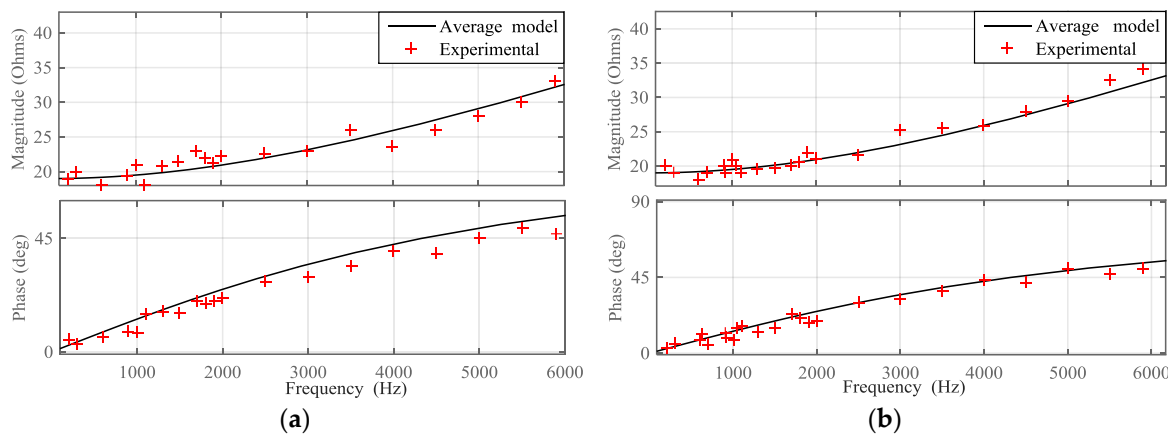 Magnitude (Ohms)
40
35
30
25
20
Average model
Experimental
Phase (deg)
45
0
1000
2000
3000
4000
5000
6000
Frequency (Hz)
(a)
Magnitude (Ohms)
40
35
30
25
20
Average model
Experimental
Phase (deg)
90
45
0
1000
2000
3000
4000
5000
6000
Frequency (Hz)
(b)